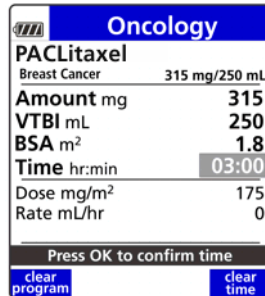 Oncology
PACLitaxel
Breast Cancer 315 mg/250 mL
Amount mg 315
VTBI mL 250
BSA m² 1.8
Time hr:min 03:00
Dose mg/m² 175
Rate mL/hr 0
Press OK to confirm time
clear program clear time